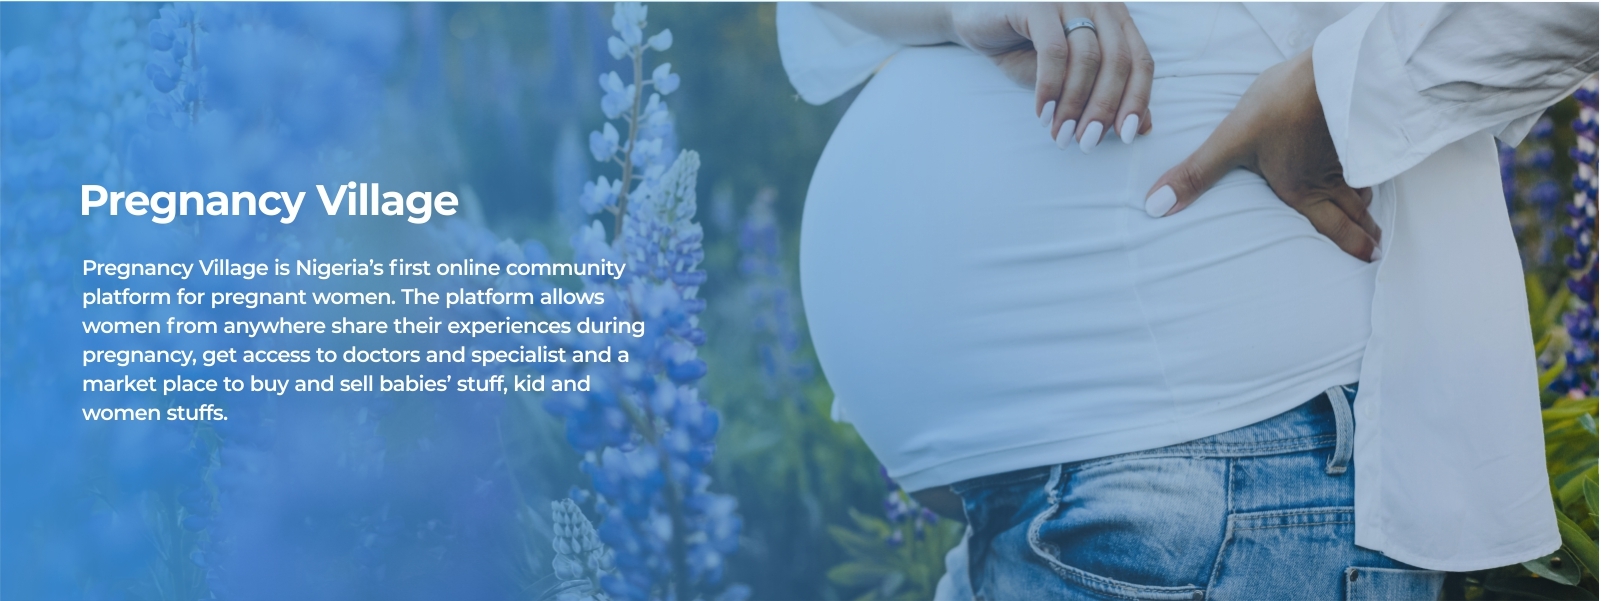 Pregnancy Village
Pregnancy Village is Nigeria's first online community
platform for pregnant women. The platform allows
women from anywhere share their experiences during
pregnancy, get access to doctors and specialist and a
market place to buy and sell babies' stuff, kid and
women stuffs.